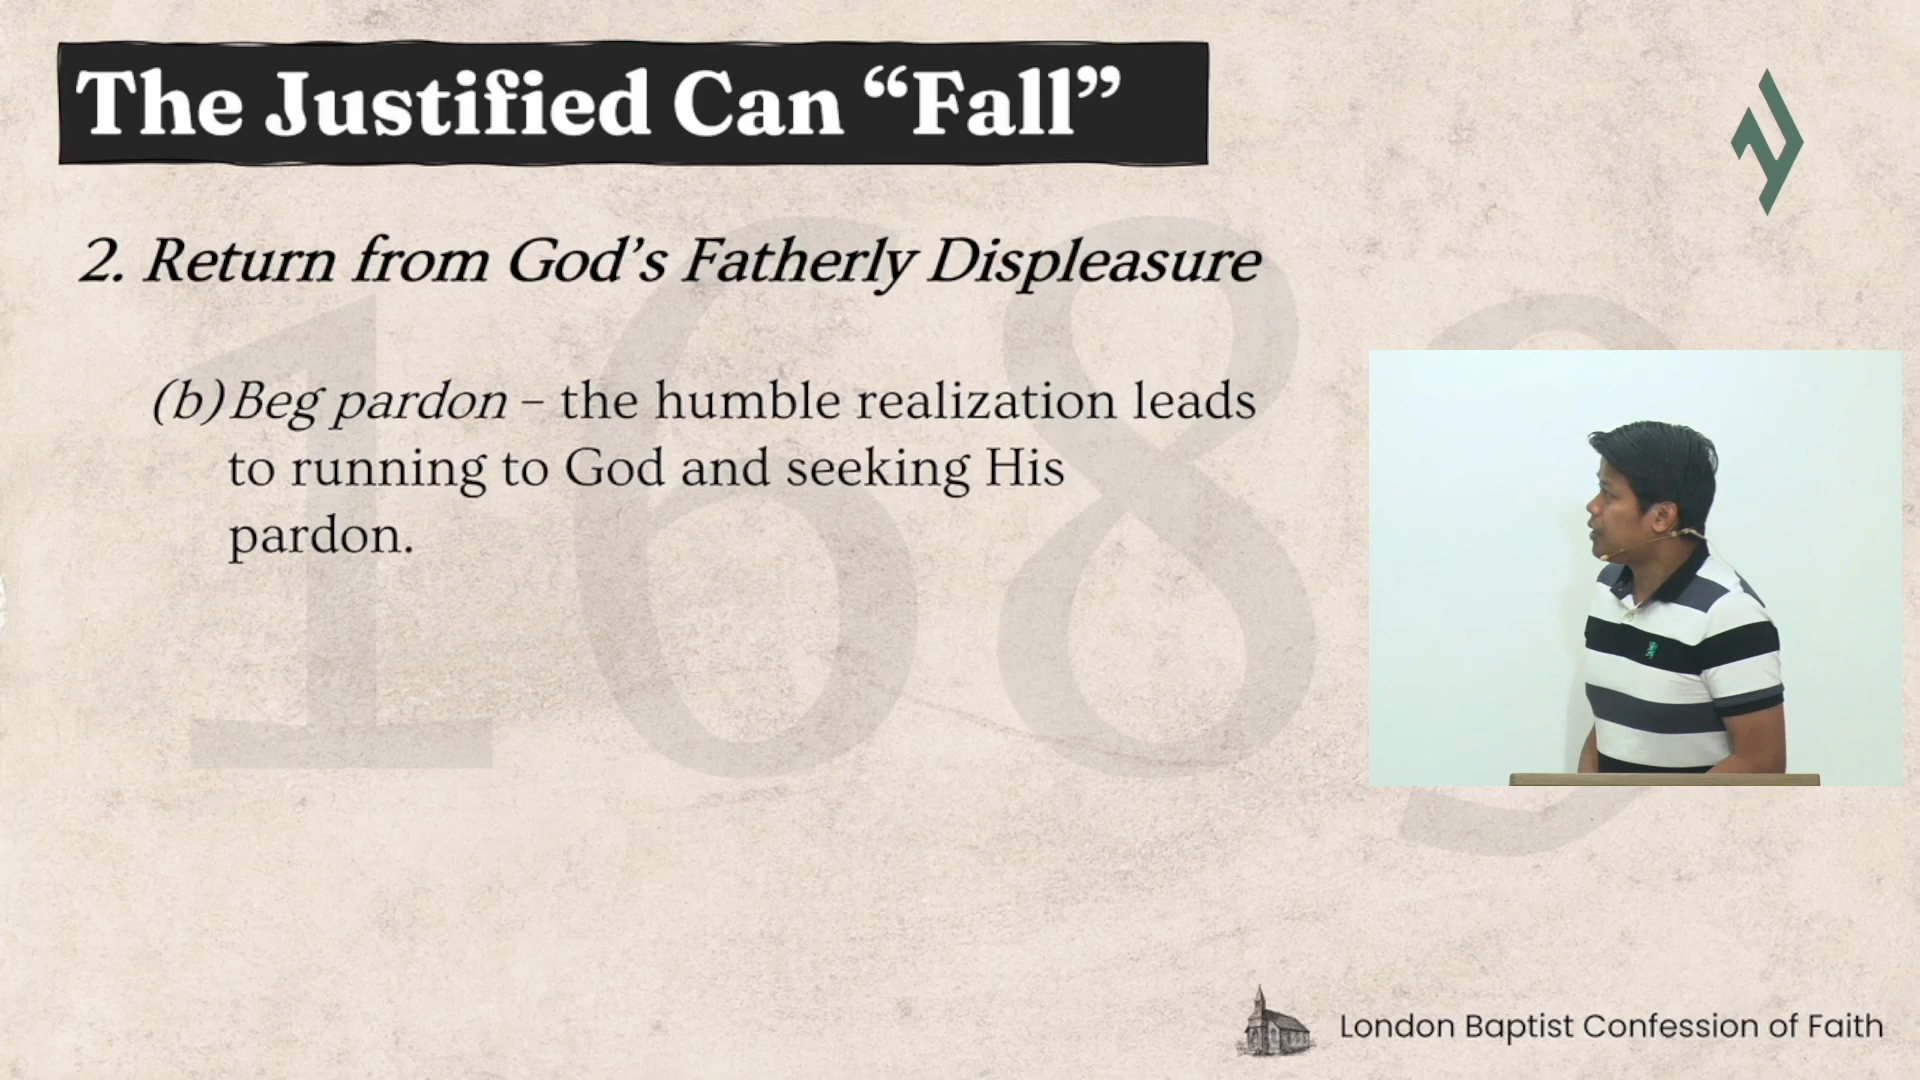 The Justified Can “Fall”
2. Return from God’s Fatherly Displeasure
(b) Beg pardon – the humble realization leads
to running to God and seeking His
pardon.
1689
London Baptist Confession of Faith